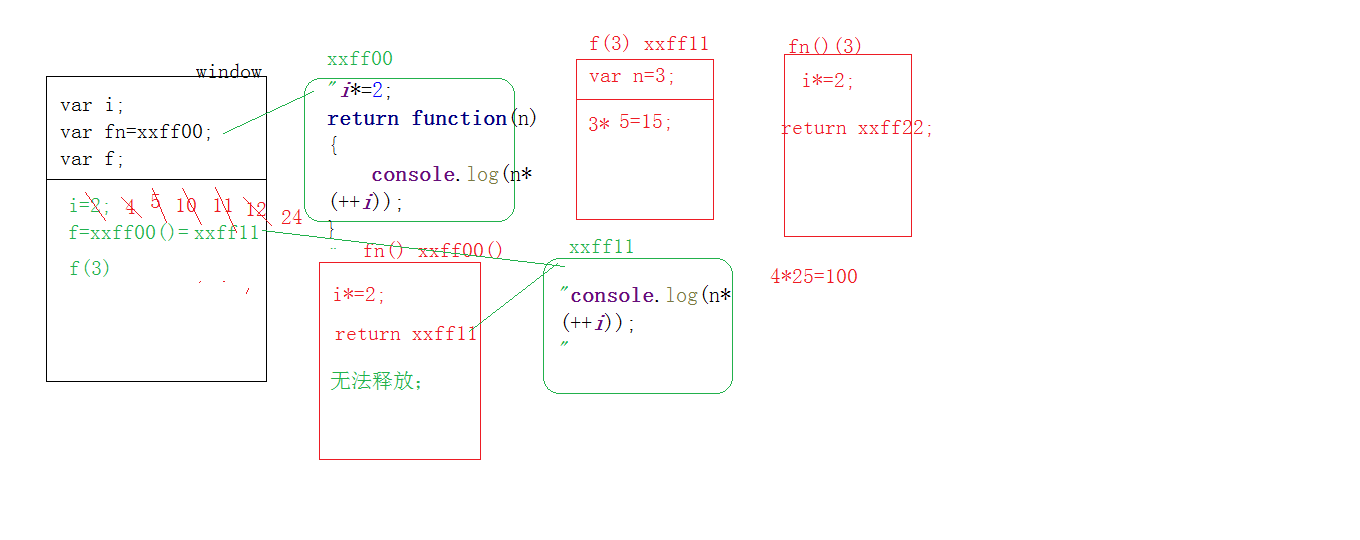 window
var i;
var fn=xxff00;
var f;
i=2; 4 5 10 11 12 24
f=xxff00()= xxff11
f(3)
xxff00
"i*=2;
return function(n)
{
console.log(n*
(++i));
}
"
f(3) xxff11
var n=3;
3* 5=15;
fn()(3)
i*=2;
return xxff22;
fn() xxff00()
i*=2;
return xxff11
无法释放;
xxff11
"console.log(n*
(++i));
"
4*25=100